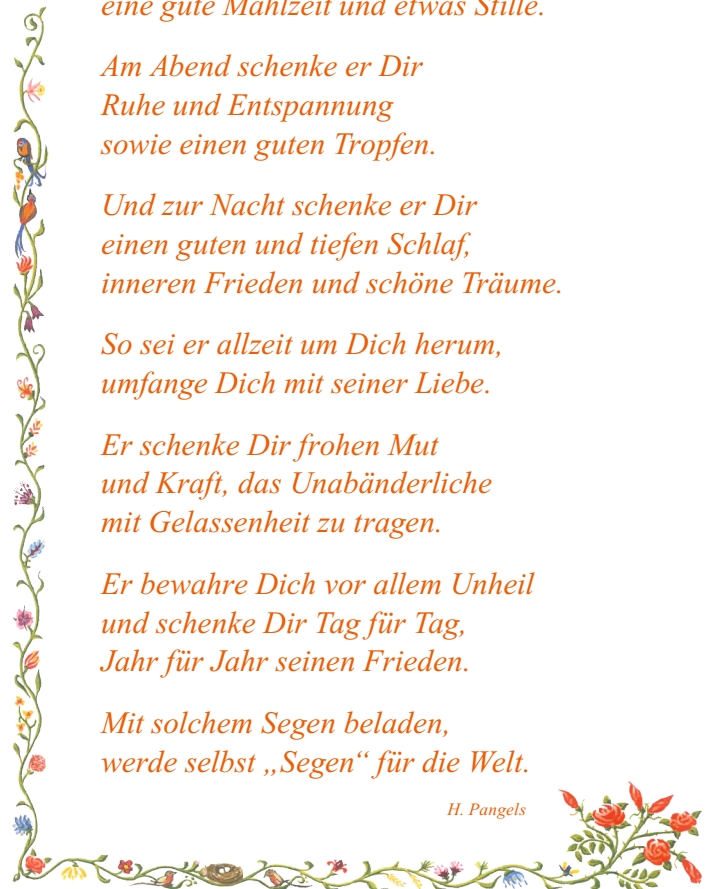 eine gute Mahlzeit und etwas Stille.
Am Abend schenke er Dir
Ruhe und Entspannung
sowie einen guten Tropfen.
Und zur Nacht schenke er Dir
einen guten und tiefen Schlaf,
inneren Frieden und schöne Träume.
So sei er allzeit um Dich herum,
umfange Dich mit seiner Liebe.
Er schenke Dir frohen Mut
und Kraft, das Unabänderliche
mit Gelassenheit zu tragen.
Er bewahre Dich vor allem Unheil
und schenke Dir Tag für Tag,
Jahr für Jahr seinen Frieden.
Mit solchem Segen beladen,
werde selbst „Segen“ für die Welt.
H. Pangels